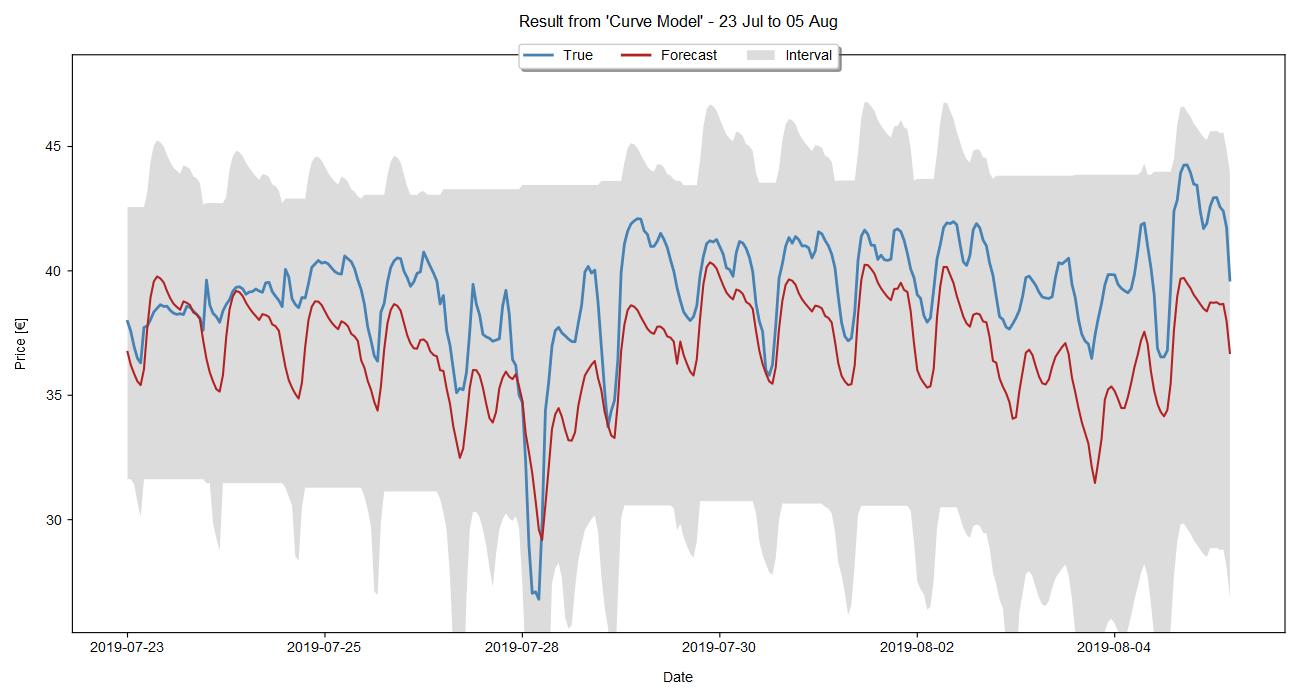 Result from 'Curve Model' - 23 Jul to 05 Aug
True Forecast Interval
Price [€]
45
40
35
30
2019-07-23 2019-07-25 2019-07-28 2019-07-30 2019-08-02 2019-08-04
Date